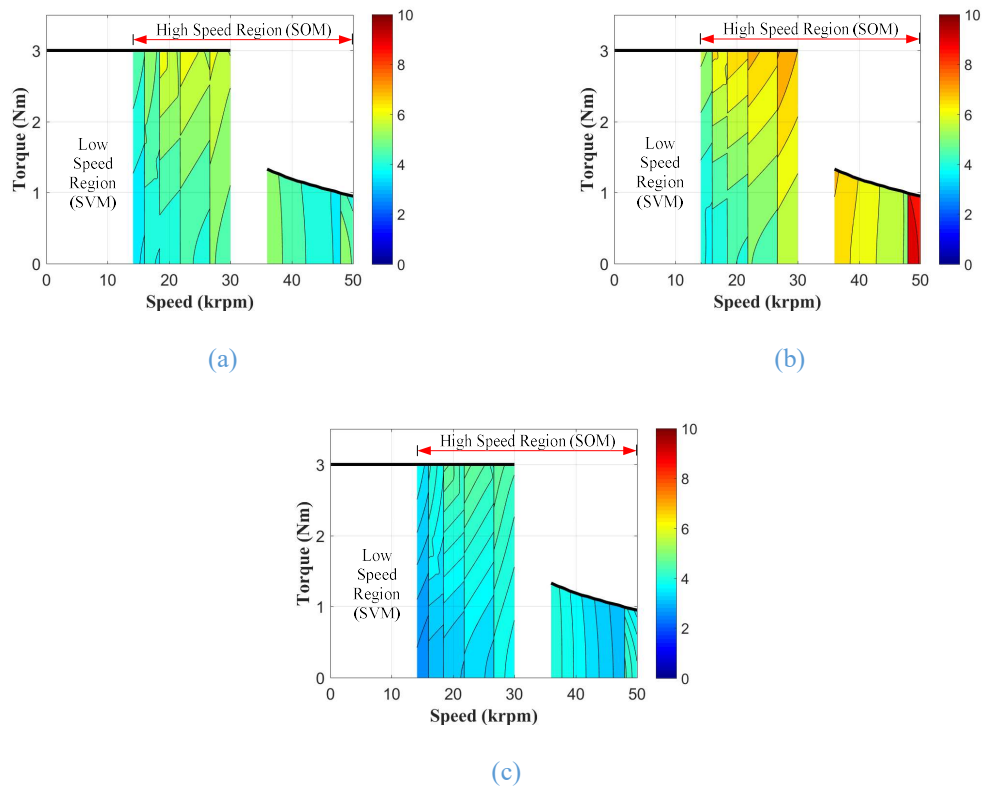 High Speed Region (SOM)
Low
Speed
Region
(SVM)
Torque (Nm)
3
2
1
0
0 10 20 30 40 50
Speed (krpm)
10
8
6
4
2
0
(a)
High Speed Region (SOM)
Low
Speed
Region
(SVM)
Torque (Nm)
3
2
1
0
0 10 20 30 40 50
Speed (krpm)
10
8
6
4
2
0
(b)
High Speed Region (SOM)
Low
Speed
Region
(SVM)
Torque (Nm)
3
2
1
0
0 10 20 30 40 50
Speed (krpm)
10
8
6
4
2
0
(c)